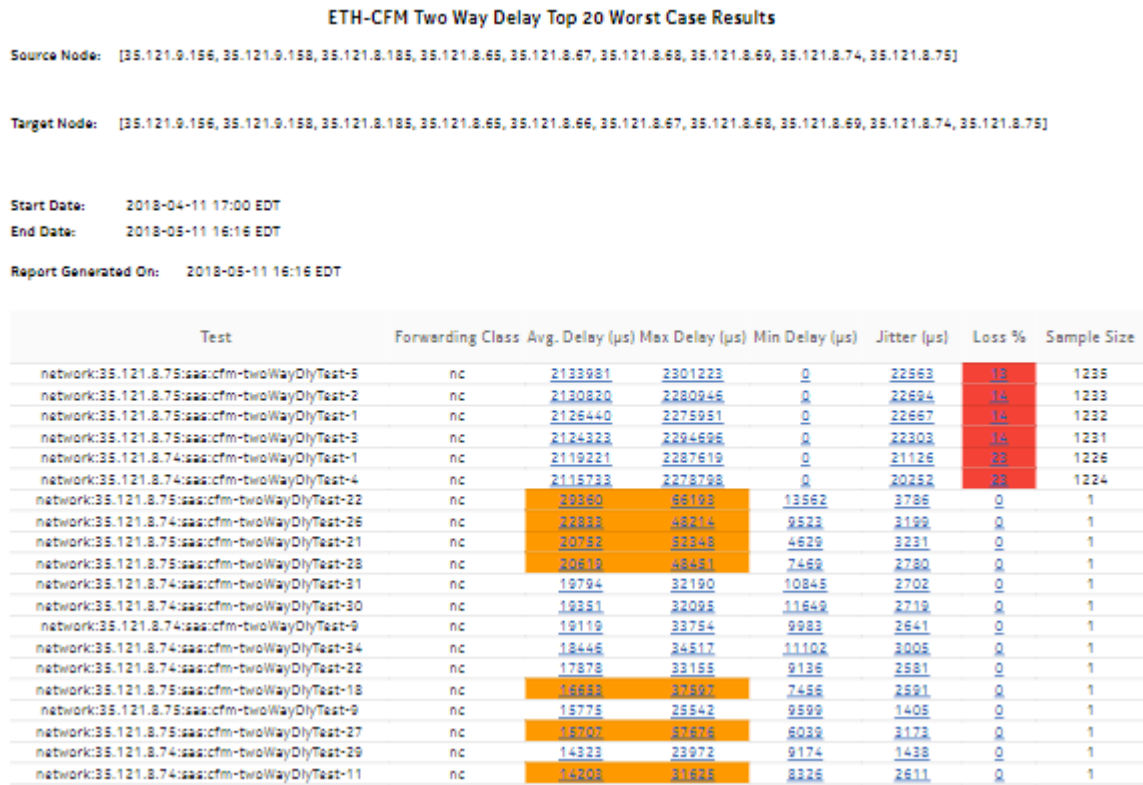 ETH-CFM Two Way Delay Top 20 Worst Case Results
Source Node: [35.121.9.156, 35.121.9.158, 35.121.8.185, 35.121.8.65, 35.121.8.67, 35.121.8.68, 35.121.8.69, 35.121.8.74, 35.121.8.75]
Target Node: [35.121.9.156, 35.121.9.158, 35.121.8.185, 35.121.8.65, 35.121.8.66, 35.121.8.67, 35.121.8.68, 35.121.8.69, 35.121.8.74, 35.121.8.75]
Start Date: 2018-04-11 17:00 EDT
End Date: 2018-05-11 16:16 EDT
Report Generated On: 2018-05-11 16:16 EDT
Test Forwarding Class Avg. Delay (µs) Max Delay (µs) Min Delay (µs) Jitter (µs) Loss % Sample Size
network:35.121.8.75:sas:cfm-twoWayDlyTest-5 nc 2133981 2301223 0 22563 13 1235
network:35.121.8.75:sas:cfm-twoWayDlyTest-2 nc 2130820 2280946 0 22694 14 1233
network:35.121.8.75:sas:cfm-twoWayDlyTest-1 nc 2126440 2275951 0 22667 14 1232
network:35.121.8.75:sas:cfm-twoWayDlyTest-3 nc 2124323 2294696 0 22303 14 1231
network:35.121.8.74:sas:cfm-twoWayDlyTest-1 nc 2119221 2287619 0 21126 23 1226
network:35.121.8.74:sas:cfm-twoWayDlyTest-4 nc 2115733 2278798 0 20252 23 1224
network:35.121.8.75:sas:cfm-twoWayDlyTest-22 nc 29360 66193 13562 3786 0 1
network:35.121.8.74:sas:cfm-twoWayDlyTest-26 nc 22833 48214 9523 3199 0 1
network:35.121.8.75:sas:cfm-twoWayDlyTest-21 nc 20752 52348 4629 3231 0 1
network:35.121.8.75:sas:cfm-twoWayDlyTest-28 nc 20619 48451 7469 2780 0 1
network:35.121.8.74:sas:cfm-twoWayDlyTest-31 nc 19794 32190 10845 2702 0 1
network:35.121.8.74:sas:cfm-twoWayDlyTest-30 nc 19351 32095 11649 2719 0 1
network:35.121.8.74:sas:cfm-twoWayDlyTest-9 nc 19119 33754 9983 2641 0 1
network:35.121.8.74:sas:cfm-twoWayDlyTest-34 nc 18446 34517 11102 3005 0 1
network:35.121.8.74:sas:cfm-twoWayDlyTest-22 nc 17878 33155 9136 2581 0 1
network:35.121.8.75:sas:cfm-twoWayDlyTest-18 nc 16653 37597 7456 2591 0 1
network:35.121.8.75:sas:cfm-twoWayDlyTest-9 nc 15775 25542 9599 1405 0 1
network:35.121.8.75:sas:cfm-twoWayDlyTest-27 nc 15707 57676 6039 3173 0 1
network:35.121.8.74:sas:cfm-twoWayDlyTest-29 nc 14323 23972 9174 1438 0 1
network:35.121.8.74:sas:cfm-twoWayDlyTest-11 nc 14203 31625 8326 2611 0 1